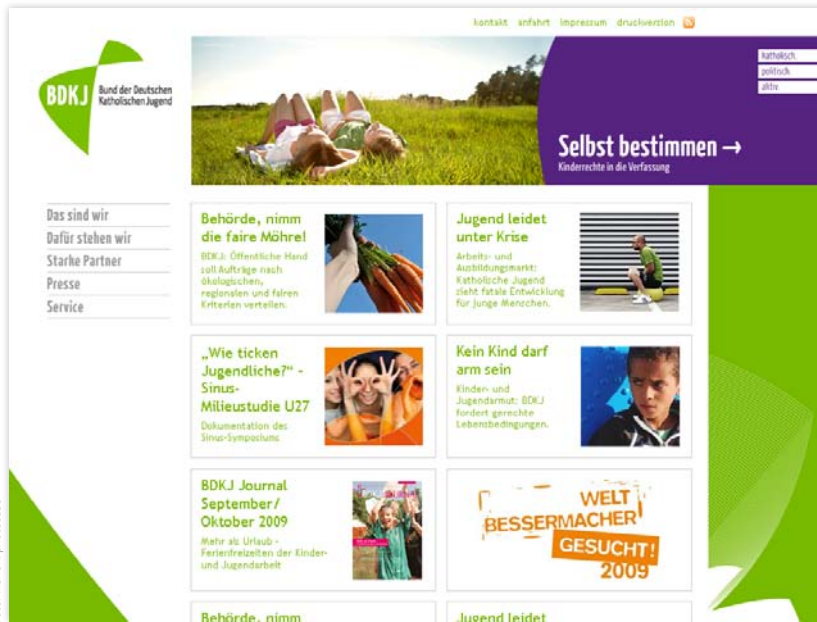 kontakt anfahrt impressum druckversion
BDKJ
Bund der Deutschen
Katholischen Jugend
katholisch.
politisch.
aktiv.
Selbst bestimmen →
Kinderrechte in die Verfassung
Das sind wir
Dafür stehen wir
Starke Partner
Presse
Service
Behörde, nimm
die faire Möhre!
BDKJ: Öffentliche Hand
soll Aufträge nach
ökologischen,
regionalen und fairen
Kriterien verteilen.
Jugend leidet
unter Krise
Arbeits- und
Ausbildungsmarkt:
Katholische Jugend
sieht fatale Entwicklung
für junge Menschen.
„Wie ticken
Jugendliche?“ -
Sinus-
Milieustudie U27
Dokumentation des
Sinus-Symposiums
Kein Kind darf
arm sein
Kinder- und
Jugendarmut: BDKJ
fordert gerechte
Lebensbedingungen.
BDKJ Journal
September/
Oktober 2009
Mehr als Urlaub -
Ferienfreizeiten der Kinder-
und Jugendarbeit
WELT
BESSERMACHER
GESUCHT!
2009
Behörde, nimm
Jugend leidet